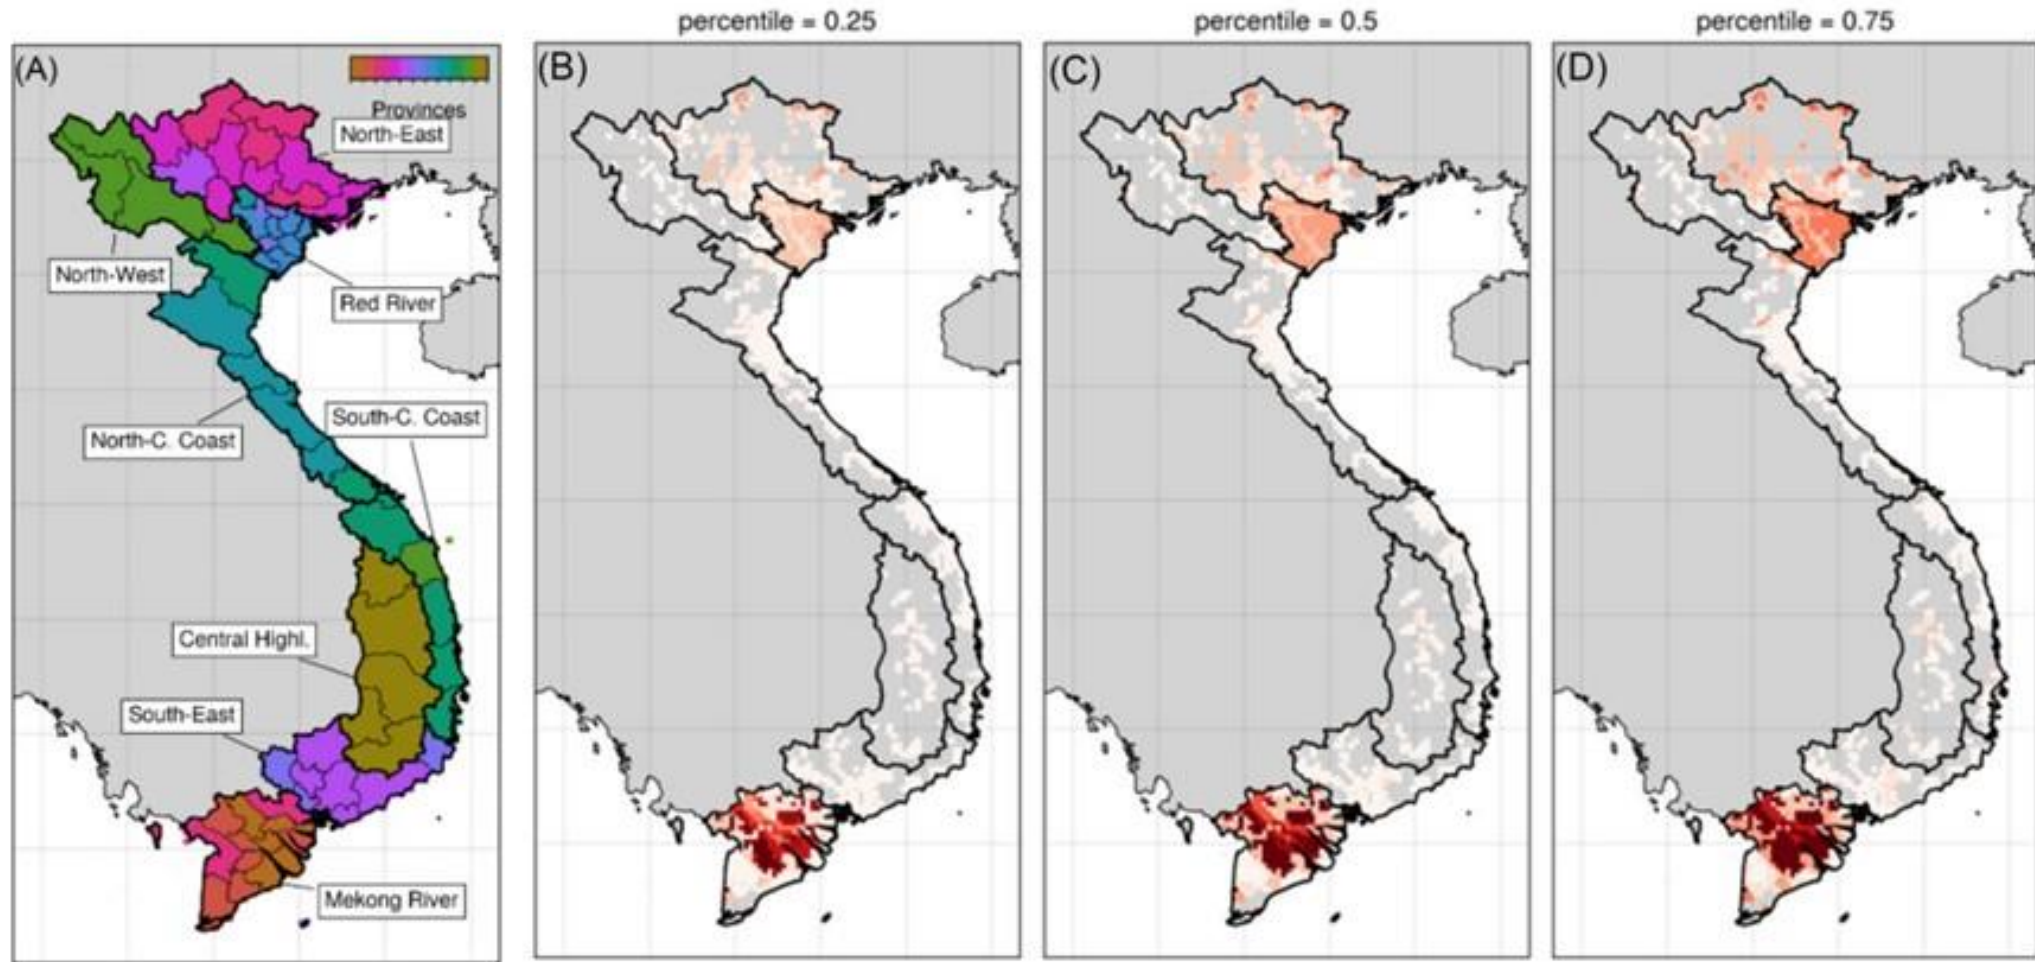 percentile = 0.25
percentile = 0.5
percentile = 0.75
(A)
(B)
(C)
(D)
Provinces
North-East
North-West
Red River
South-C. Coast
North-C. Coast
Central Highl.
South-East
Mekong River